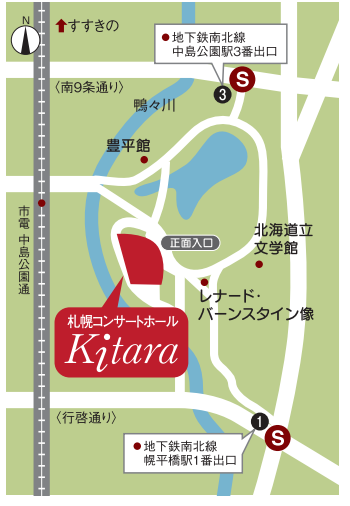 すすきの
N
●地下鉄南北線
中島公園駅3番出口
S
3
〈南9条通り〉
鴨々川
豊平館
市電 中島公園通
正面入口
北海道立
文学館
レナード・
バーンスタイン像
札幌コンサートホール
Kitara
〈行啓通り〉
1
S
●地下鉄南北線
幌平橋駅1番出口